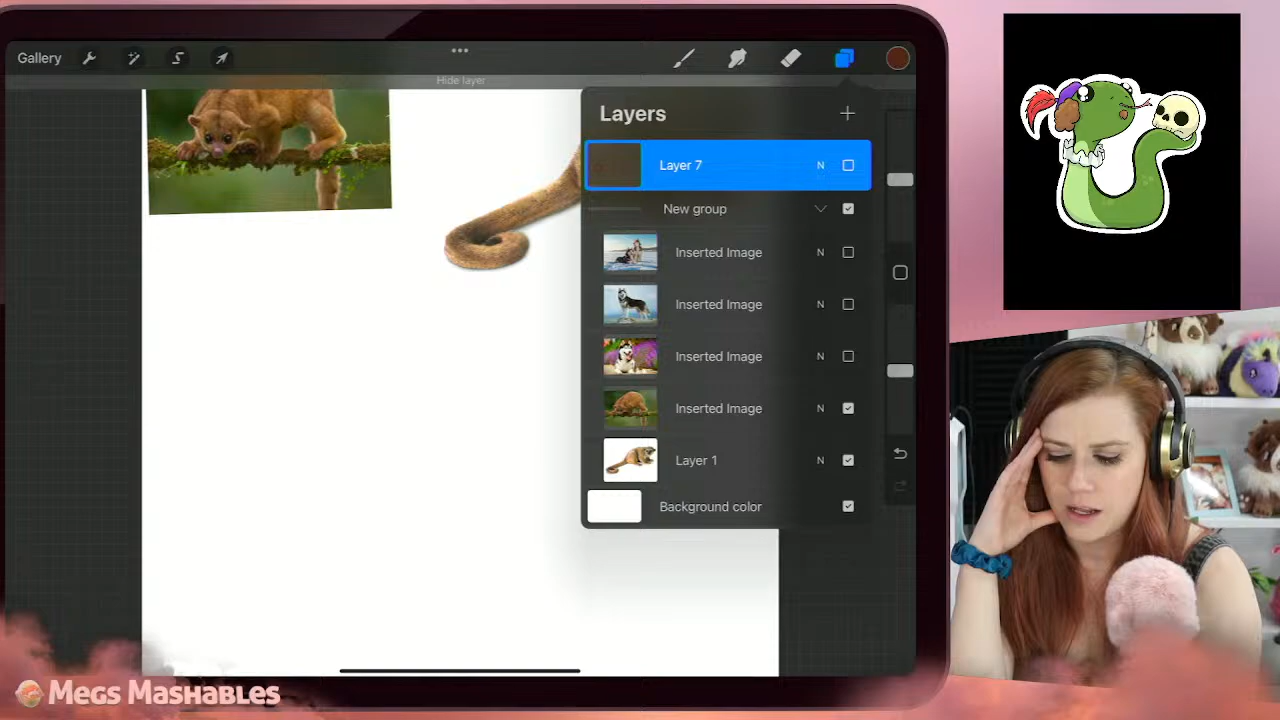 Gallery
Hide layer
Layers
Layer 7 N
New group
Inserted Image N
Inserted Image N
Inserted Image N
Inserted Image N
Layer 1 N
Background color
MEGS MASHABLES